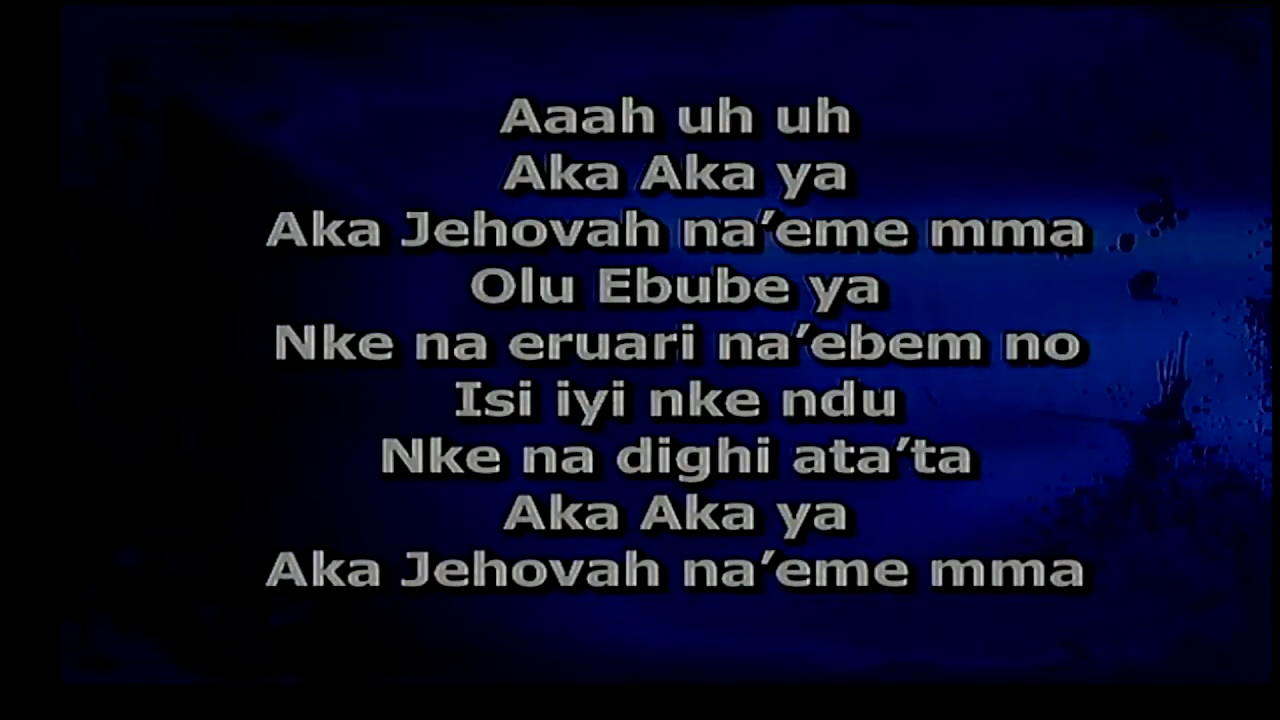 Aaah uh uh
Aka Aka ya
Aka Jehovah na’eme mma
Olu Ebube ya
Nke na eruari na’ebem no
Isi iyi nke ndu
Nke na dighi ata’ta
Aka Aka ya
Aka Jehovah na’eme mma